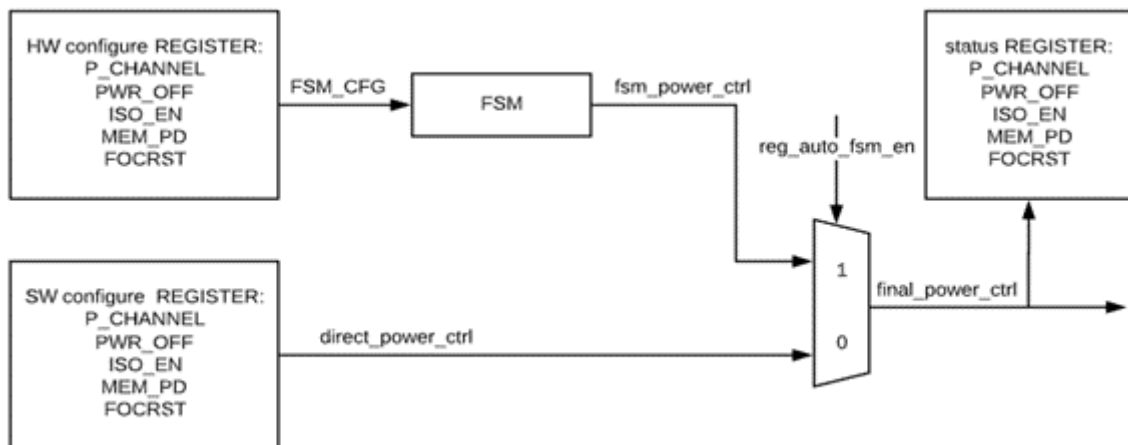 HW configure REGISTER:
P_CHANNEL
PWR_OFF
ISO_EN
MEM_PD
FOCRST
FSM_CFG
FSM
fsm_power_ctrl
reg_auto_fsm_en
status REGISTER:
P_CHANNEL
PWR_OFF
ISO_EN
MEM_PD
FOCRST
SW configure REGISTER:
P_CHANNEL
PWR_OFF
ISO_EN
MEM_PD
FOCRST
direct_power_ctrl
1
0
final_power_ctrl